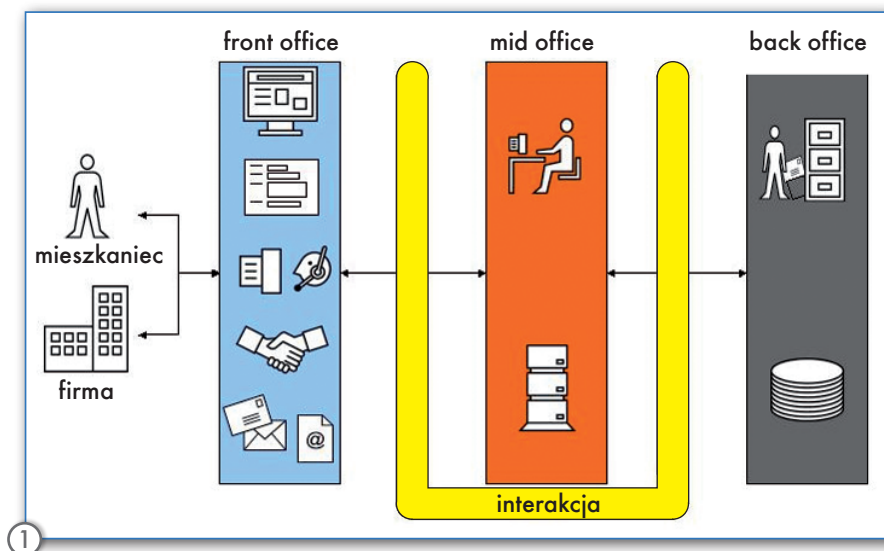 front office
mid office
back office
mieszkaniec
firma
@
interakcja
1